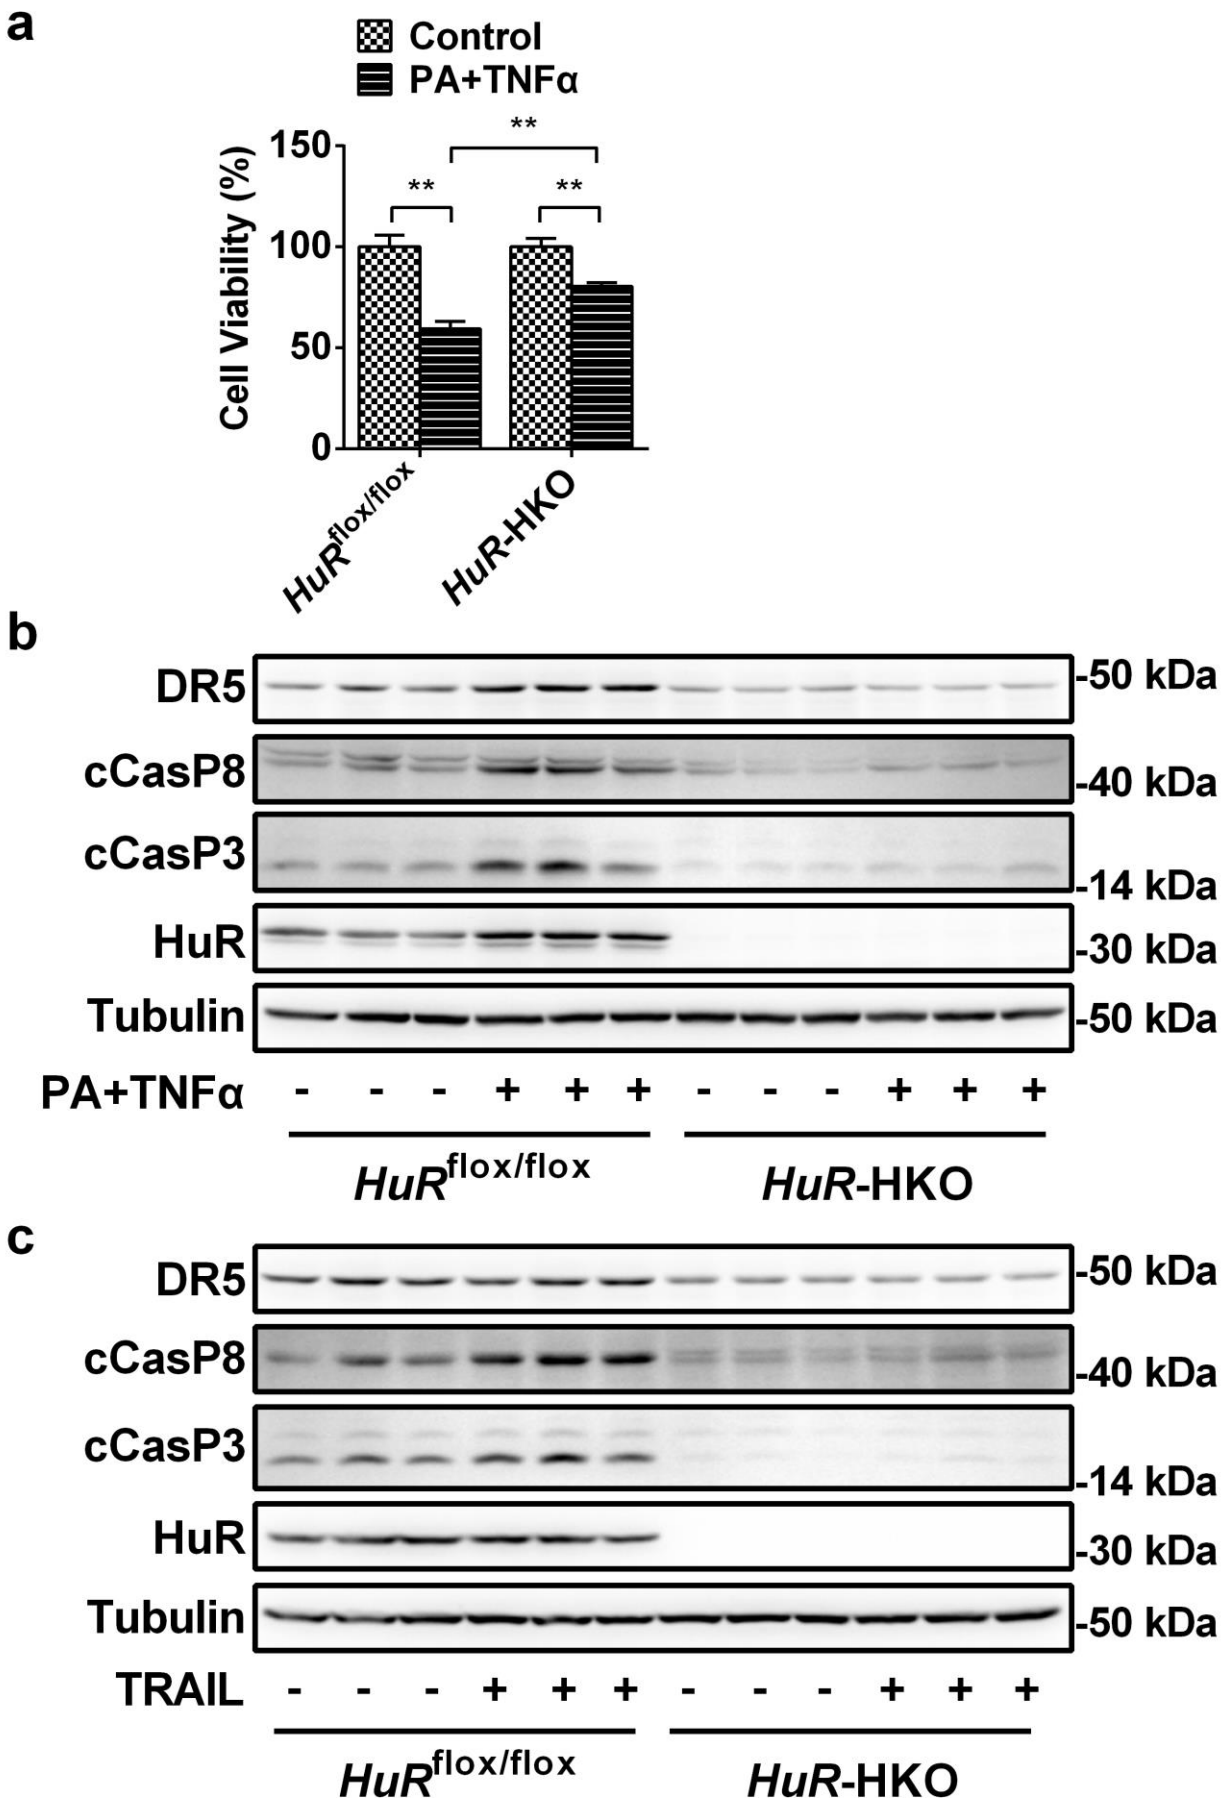 a
Control
PA+TNFα
**
** **
Cell Viability (%)
150
100
50
0
HuRflox/flox
HuR-HKO
b
DR5 -50 kDa
cCasP8 -40 kDa
cCasP3 -14 kDa
HuR -30 kDa
Tubulin -50 kDa
PA+TNFα - - - + + + - - - + + +
HuRflox/flox HuR-HKO
c
DR5 -50 kDa
cCasP8 -40 kDa
cCasP3 -14 kDa
HuR -30 kDa
Tubulin -50 kDa
TRAIL - - - + + + - - - + + +
HuRflox/flox HuR-HKO